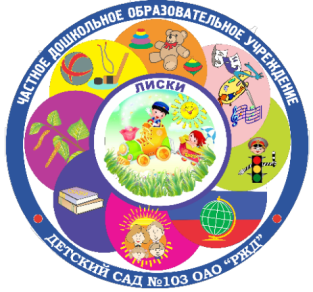 ЧАСТНОЕ ДОШКОЛЬНОЕ ОБРАЗОВАТЕЛЬНОЕ УЧРЕЖДЕНИЕ
ЛИСКИ
ДЕТСКИЙ САД №103 ОАО "РЖД"